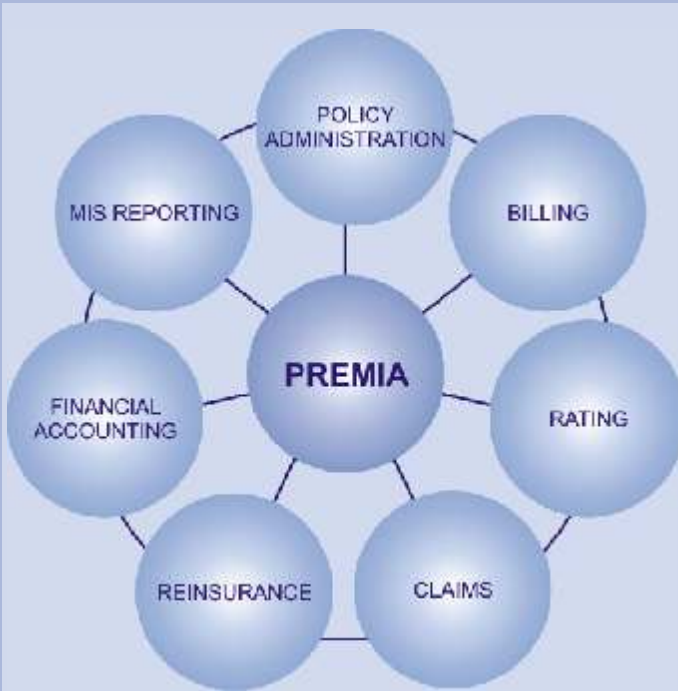 POLICY
ADMINISTRATION
MIS REPORTING
BILLING
PREMIA
FINANCIAL
ACCOUNTING
RATING
REINSURANCE
CLAIMS